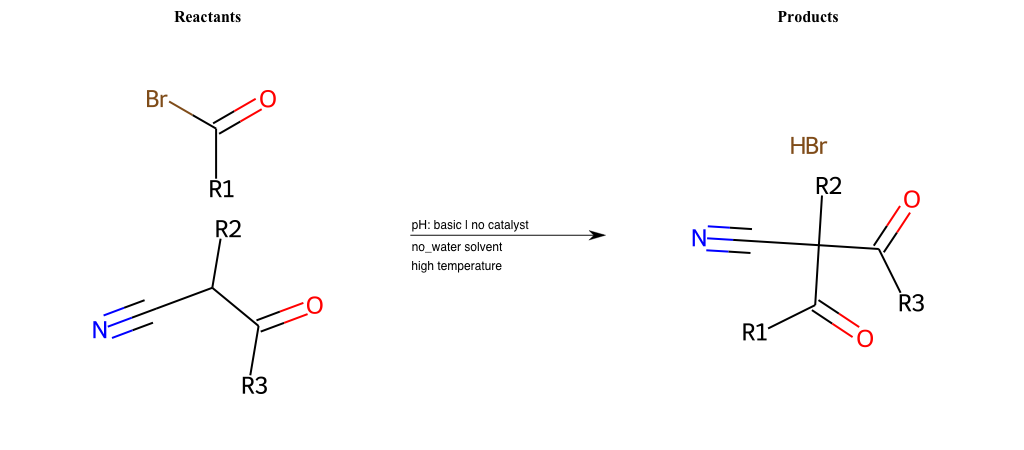 Reactants
Products
Br
O
R1
R2
N
O
R3
pH: basic | no catalyst
no_water solvent
high temperature
HBr
R2
O
N
R3
R1
O